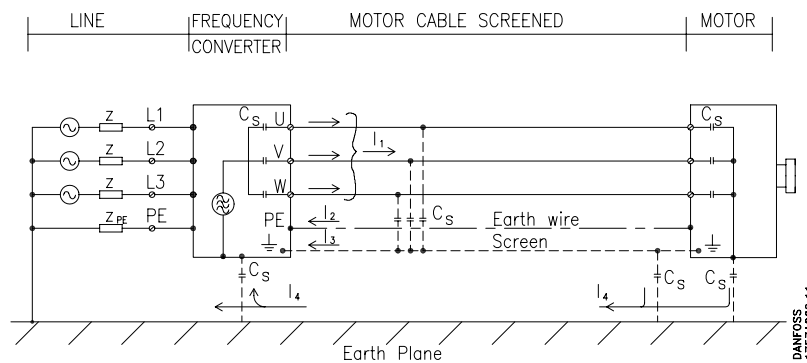 LINE FREQUENCY CONVERTER MOTOR CABLE SCREENED MOTOR
Z L1 CS U CS
I1
Z L2 V
Z L3 W
ZPE PE PE I2 CS Earth wire
I3 Screen
CS CS CS
I4 I4
Earth Plane
DANFOSS